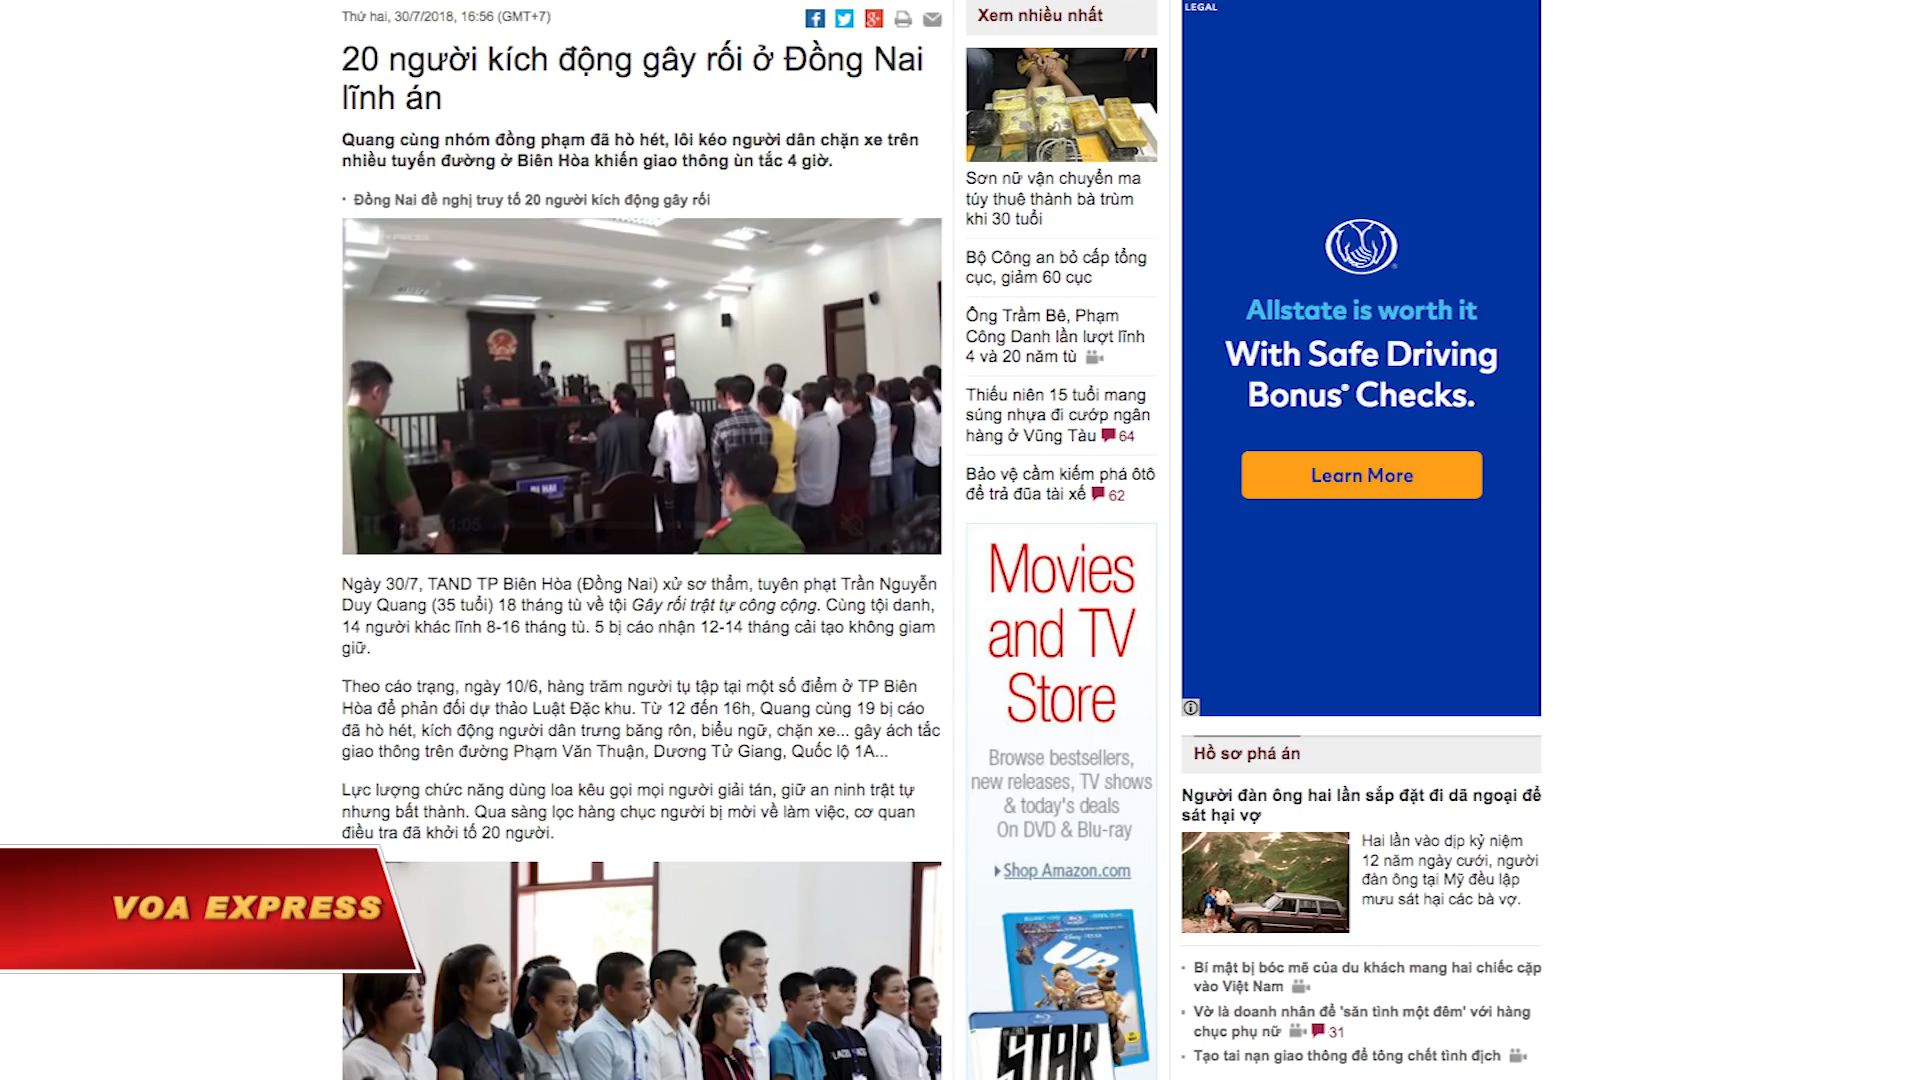 Thứ hai, 30/7/2018, 16:56 (GMT+7)
20 người kích động gây rối ở Đồng Nai
lĩnh án
Quang cùng nhóm đồng phạm đã hò hét, lôi kéo người dân chặn xe trên
nhiều tuyến đường ở Biên Hòa khiến giao thông ùn tắc 4 giờ.
Đồng Nai đề nghị truy tố 20 người kích động gây rối
BỊ HẠI
1:05
Ngày 30/7, TAND TP Biên Hòa (Đồng Nai) xử sơ thẩm, tuyên phạt Trần Nguyễn
Duy Quang (35 tuổi) 18 tháng tù về tội Gây rối trật tự công cộng. Cùng tội danh,
14 người khác lĩnh 8-16 tháng tù. 5 bị cáo nhận 12-14 tháng cải tạo không giam
giữ.
Theo cáo trạng, ngày 10/6, hàng trăm người tụ tập tại một số điểm ở TP Biên
Hòa để phản đối dự thảo Luật Đặc khu. Từ 12 đến 16h, Quang cùng 19 bị cáo
đã hò hét, kích động người dân trưng băng rôn, biểu ngữ, chặn xe... gây ách tắc
giao thông trên đường Phạm Văn Thuận, Dương Tử Giang, Quốc lộ 1A...
Lực lượng chức năng dùng loa kêu gọi mọi người giải tán, giữ an ninh trật tự
nhưng bất thành. Qua sàng lọc hàng chục người bị mời về làm việc, cơ quan
điều tra đã khởi tố 20 người.
VOA EXPRESS
Xem nhiều nhất
Sơn nữ vận chuyển ma
túy thuê thành bà trùm
khi 30 tuổi
Bộ Công an bỏ cấp tổng
cục, giảm 60 cục
Ông Trầm Bê, Phạm
Công Danh lần lượt lĩnh
4 và 20 năm tù
Thiếu niên 15 tuổi mang
súng nhựa đi cướp ngân
hàng ở Vũng Tàu 64
Bảo vệ cầm kiếm phá ôtô
để trả đũa tài xế 62
Movies
and TV
Store
Browse bestsellers,
new releases, TV shows
& today's deals
On DVD & Blu-ray
Shop Amazon.com
UP
STAR
LEGAL
Allstate is worth it
With Safe Driving
Bonus® Checks.
Learn More
Hồ sơ phá án
Người đàn ông hai lần sắp đặt đi dã ngoại để
sát hại vợ
Hai lần vào dịp kỷ niệm
12 năm ngày cưới, người
đàn ông tại Mỹ đều lập
mưu sát hại các bà vợ.
Bí mật bị bóc mẽ của du khách mang hai chiếc cặp
vào Việt Nam
Vờ là doanh nhân để 'săn tình một đêm' với hàng
chục phụ nữ 31
Tạo tai nạn giao thông để tông chết tình địch